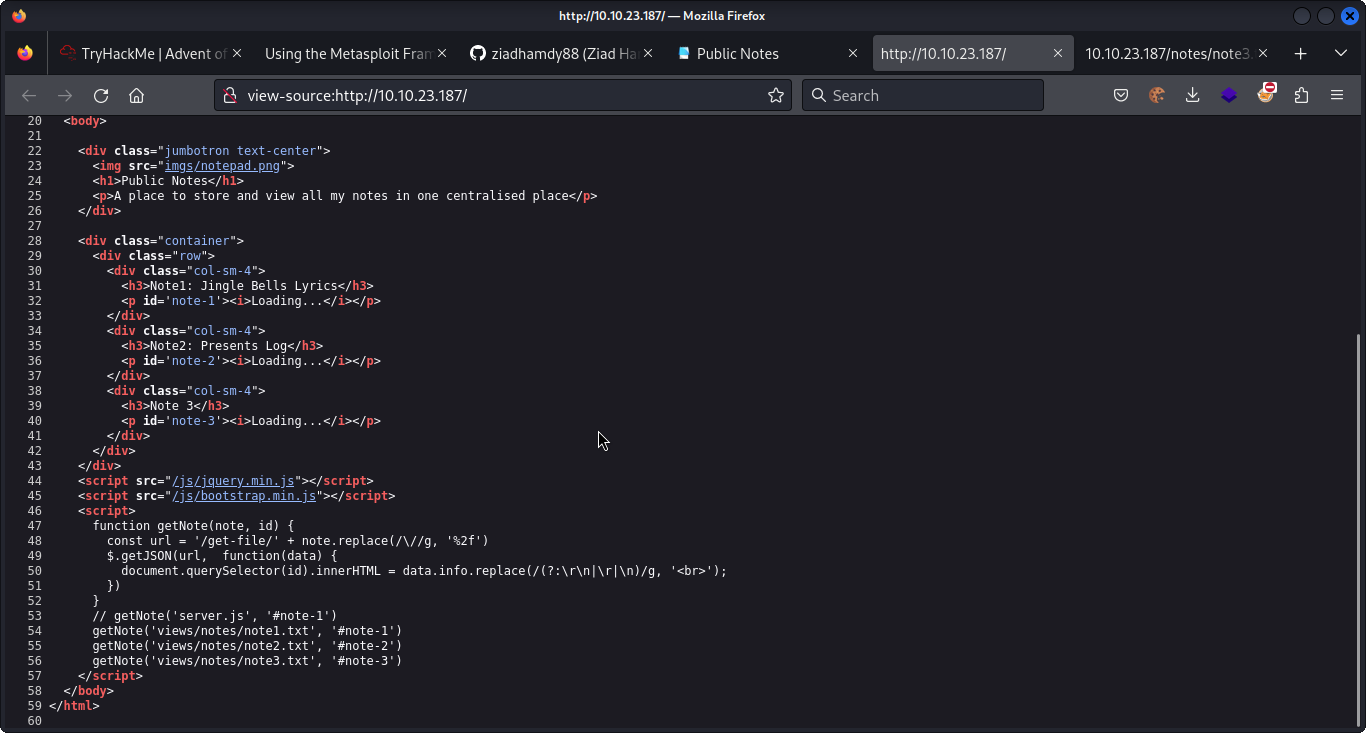 http://10.10.23.187/ — Mozilla Firefox
TryHackMe | Advent of
Using the Metasploit Fram
ziadhamdy88 (Ziad Ha
Public Notes
http://10.10.23.187/
10.10.23.187/notes/note3.
view-source:http://10.10.23.187/
Search
20 <body>
21
22 <div class="jumbotron text-center">
23 <img src="imgs/notepad.png">
24 <h1>Public Notes</h1>
25 <p>A place to store and view all my notes in one centralised place</p>
26 </div>
27
28 <div class="container">
29 <div class="row">
30 <div class="col-sm-4">
31 <h3>Note1: Jingle Bells Lyrics</h3>
32 <p id='note-1'><i>Loading...</i></p>
33 </div>
34 <div class="col-sm-4">
35 <h3>Note2: Presents Log</h3>
36 <p id='note-2'><i>Loading...</i></p>
37 </div>
38 <div class="col-sm-4">
39 <h3>Note 3</h3>
40 <p id='note-3'><i>Loading...</i></p>
41 </div>
42 </div>
43 </div>
44 <script src="/js/jquery.min.js"></script>
45 <script src="/js/bootstrap.min.js"></script>
46 <script>
47 function getNote(note, id) {
48 const url = '/get-file/' + note.replace(/\//g, '%2f')
49 $.getJSON(url,  function(data) {
50 document.querySelector(id).innerHTML = data.info.replace(/(?:\r\n|\r|\n)/g, '<br>');
51 })
52 }
53 // getNote('server.js', '#note-1')
54 getNote('views/notes/note1.txt', '#note-1')
55 getNote('views/notes/note2.txt', '#note-2')
56 getNote('views/notes/note3.txt', '#note-3')
57 </script>
58 </body>
59 </html>
60